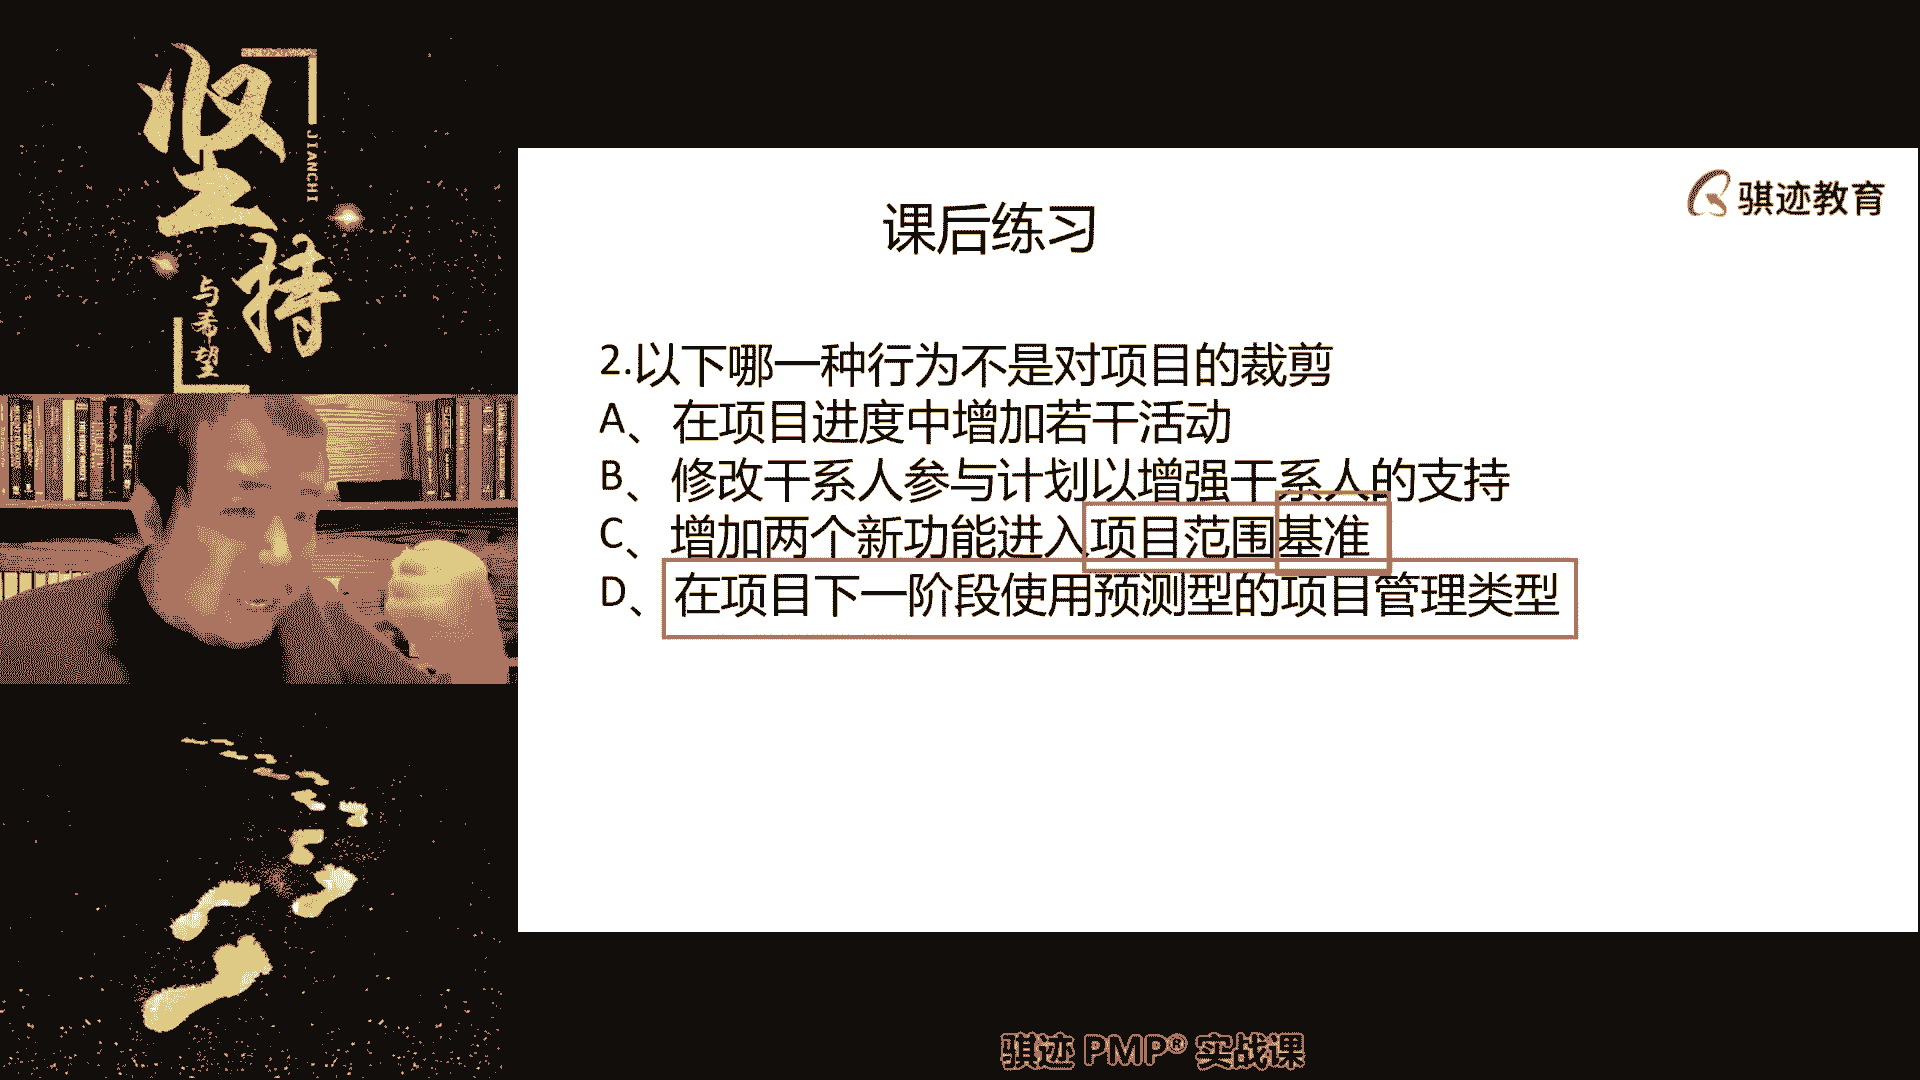 坚持
JIANCHI
与希望
骐迹教育
课后练习
2.以下哪一种行为不是对项目的裁剪
A、在项目进度中增加若干活动
B、修改干系人参与计划以增强干系人的支持
C、增加两个新功能进入项目范围基准
D、在项目下一阶段使用预测型的项目管理类型
骐迹 PMP® 实战课